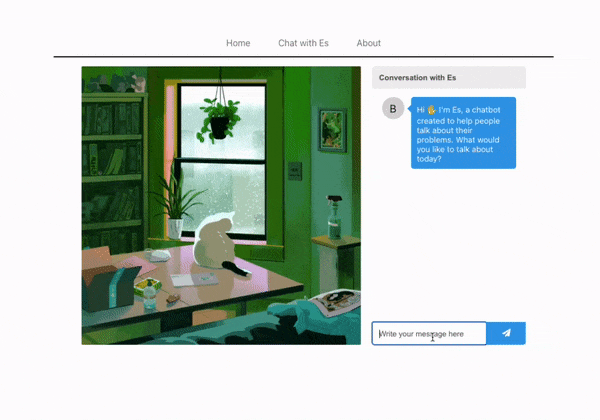 Home Chat with Es About
Conversation with Es
B
Hi 🖐 I'm Es, a chatbot
created to help people
talk about their
problems. What would
you like to talk about
today?
Write your message here